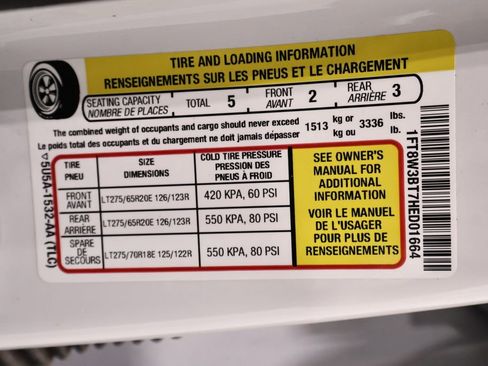 TIRE AND LOADING INFORMATION
RENSEIGNEMENTS SUR LES PNEUS ET LE CHARGEMENT
SEATING CAPACITY TOTAL 5 FRONT 2 REAR 3
NOMBRE DE PLACES AVANT ARRIÈRE
The combined weight of occupants and cargo should never exceed 1513 kg or 3336 lbs.
Le poids total des occupants et du chargement ne doit jamais dépasser kg ou lb.
TIRE SIZE COLD TIRE PRESSURE
PNEU DIMENSIONS PRESSION DES
PNEUS À FROID
FRONT LT275/65R20E 126/123R 420 KPA, 60 PSI
AVANT
REAR LT275/65R20E 126/123R 550 KPA, 80 PSI
ARRIÈRE
SPARE LT275/70R18E 125/122R 550 KPA, 80 PSI
DE
SECOURS
SEE OWNER'S
MANUAL FOR
ADDITIONAL
INFORMATION
VOIR LE MANUEL
DE L'USAGER
POUR PLUS DE
RENSEIGNEMENTS
5U5A-1532-AA (TLC)
1FT8W3BT7HED01664